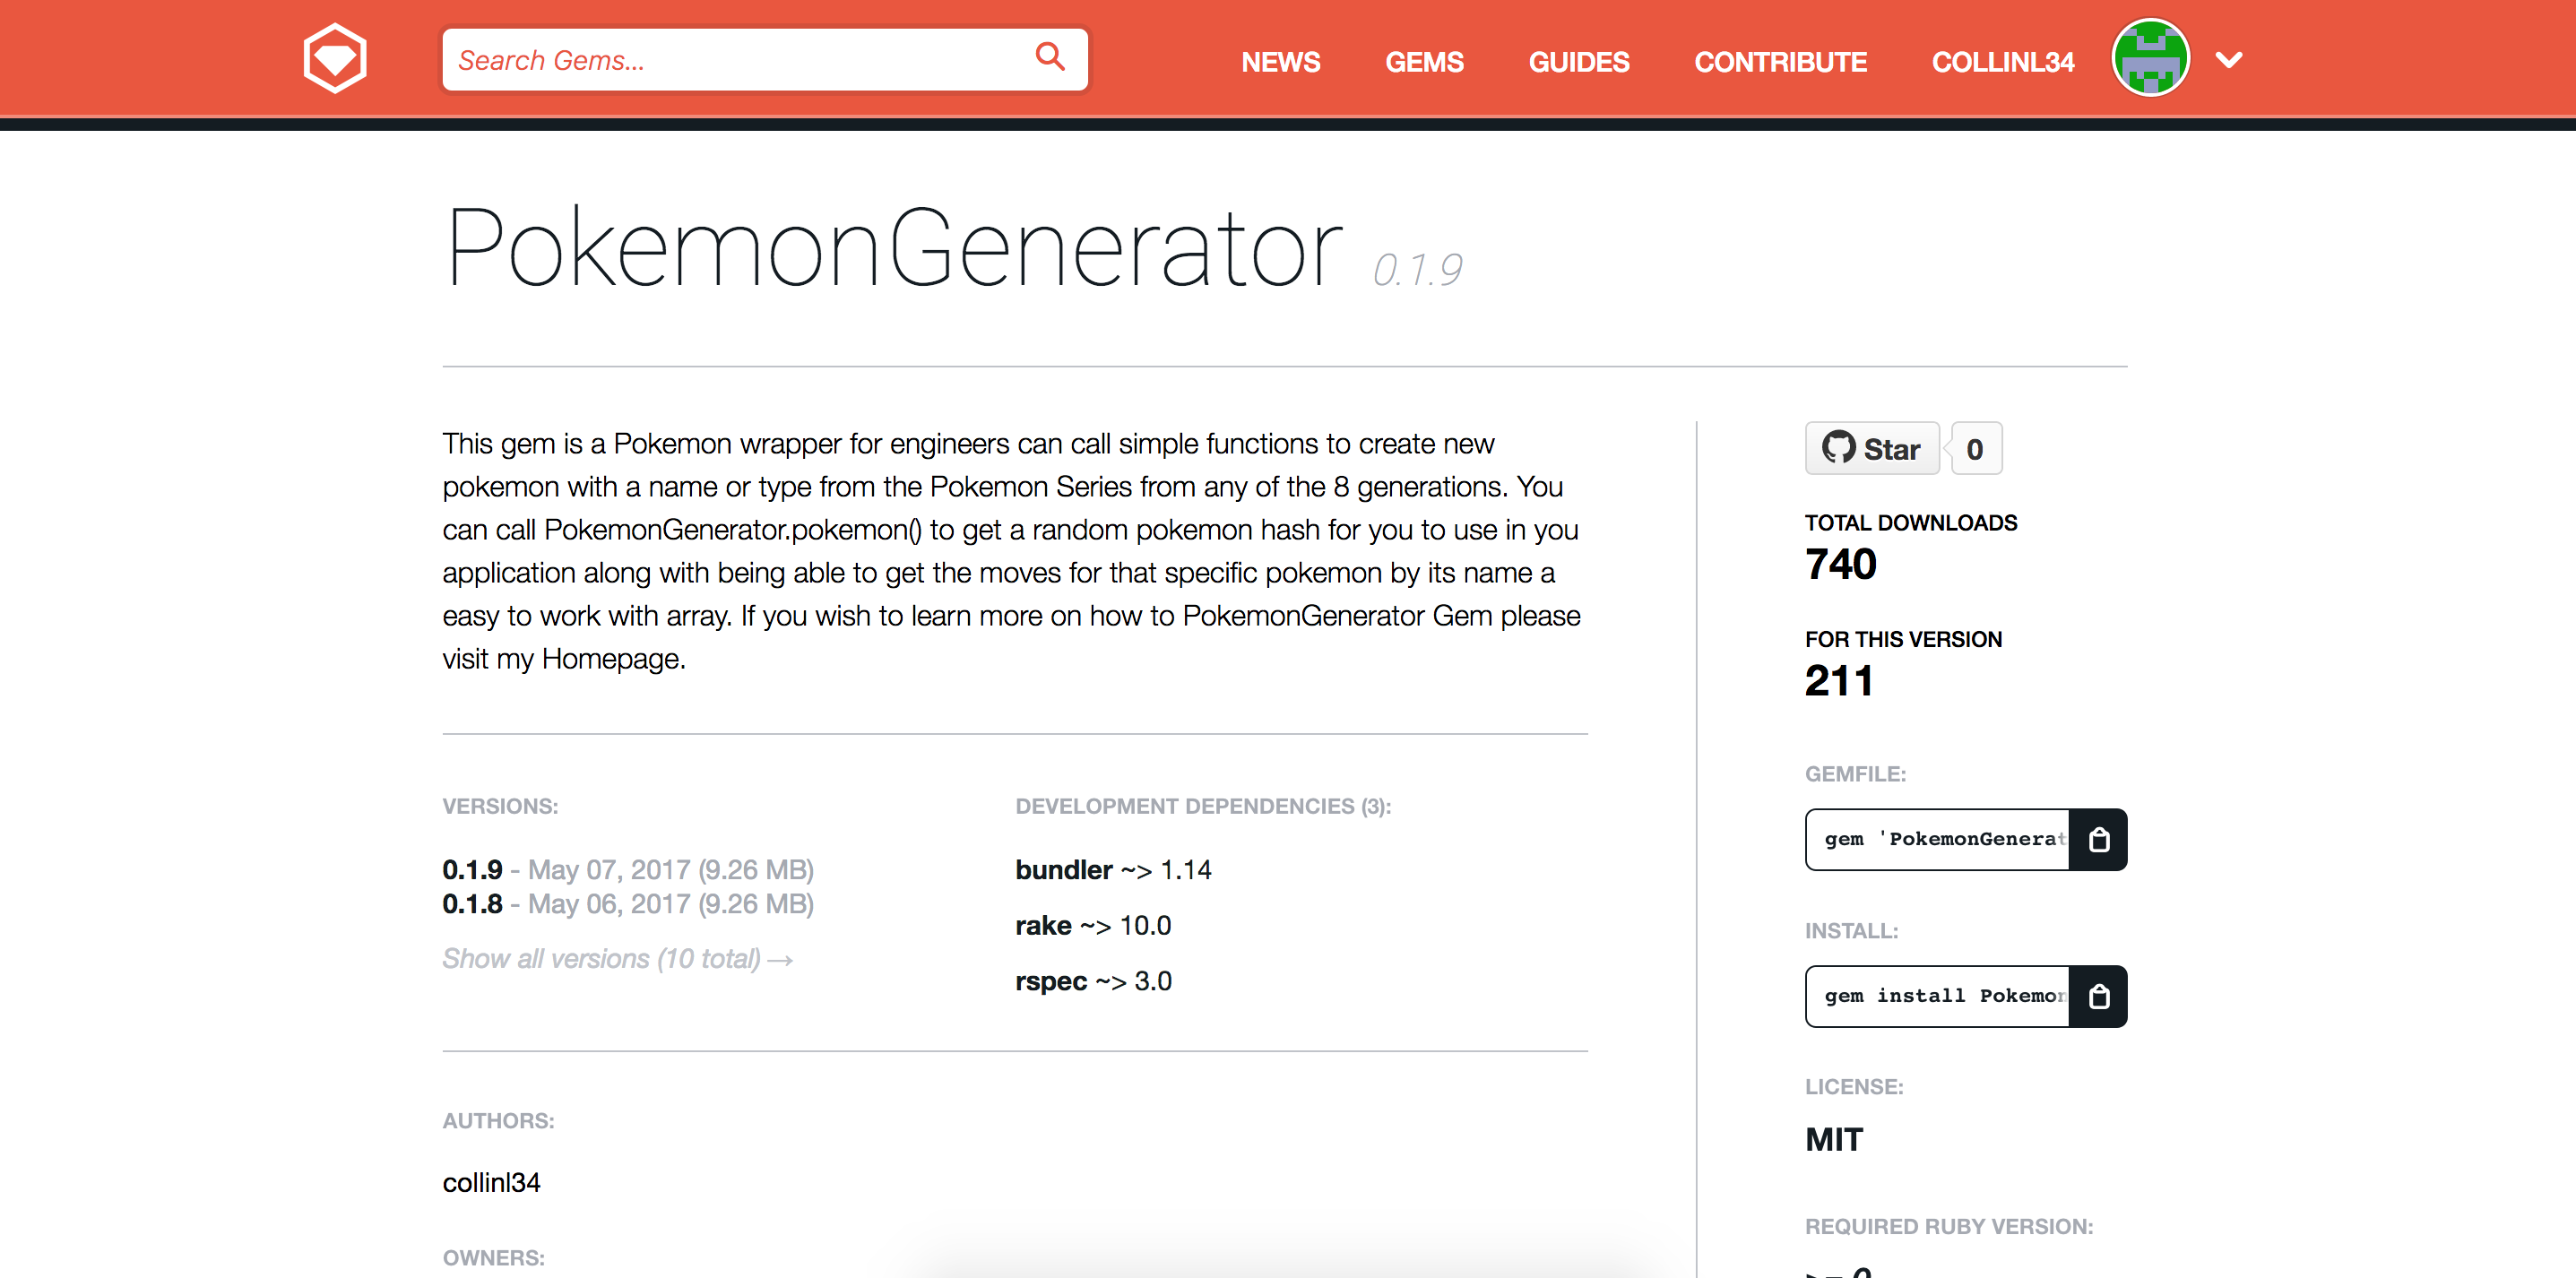 Search Gems...
NEWS
GEMS
GUIDES
CONTRIBUTE
COLLINL34
PokemonGenerator 0.1.9
This gem is a Pokemon wrapper for engineers can call simple functions to create new
pokemon with a name or type from the Pokemon Series from any of the 8 generations. You
can call PokemonGenerator.pokemon() to get a random pokemon hash for you to use in you
application along with being able to get the moves for that specific pokemon by its name a
easy to work with array. If you wish to learn more on how to PokemonGenerator Gem please
visit my Homepage.
VERSIONS:
0.1.9 - May 07, 2017 (9.26 MB)
0.1.8 - May 06, 2017 (9.26 MB)
Show all versions (10 total) →
DEVELOPMENT DEPENDENCIES (3):
bundler ~> 1.14
rake ~> 10.0
rspec ~> 3.0
AUTHORS:
collinl34
OWNERS:
Star 0
TOTAL DOWNLOADS
740
FOR THIS VERSION
211
GEMFILE:
gem 'PokemonGenerat
INSTALL:
gem install Pokemon
LICENSE:
MIT
REQUIRED RUBY VERSION: